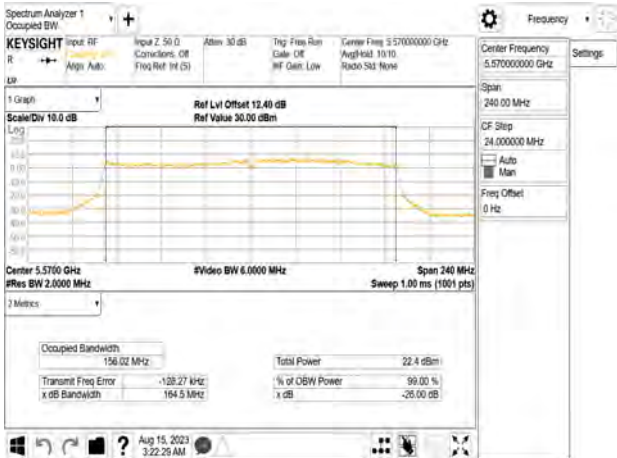 Spectrum Analyzer 1
Occupied BW
+
Frequency
KEYSIGHT Input: RF Input Z: 50 Ω Atten: 30 dB Trig: Free Run Center Freq: 5.570000000 GHz
Corrections: Off Gate: Off Avg|Hold: 10/10
Align: Auto Freq Ref: Int (S) #IF Gain: Low Radio Std: None
Center Frequency
5.570000000 GHz
Settings
Span
240.00 MHz
CF Step
24.000000 MHz
Auto
Man
Freq Offset
0 Hz
1 Graph
Scale/Div 10.0 dB
Ref Lvl Offset 12.40 dB
Ref Value 30.00 dBm
Log
Center 5.5700 GHz #Video BW 6.0000 MHz Span 240 MHz
#Res BW 2.0000 MHz Sweep 1.00 ms (1001 pts)
2 Metrics
Occupied Bandwidth
156.02 MHz
Total Power 22.4 dBm
Transmit Freq Error -128.27 kHz
% of OBW Power 99.00 %
x dB Bandwidth 164.5 MHz
x dB -26.00 dB
?
Aug 15, 2023
3:22:29 AM